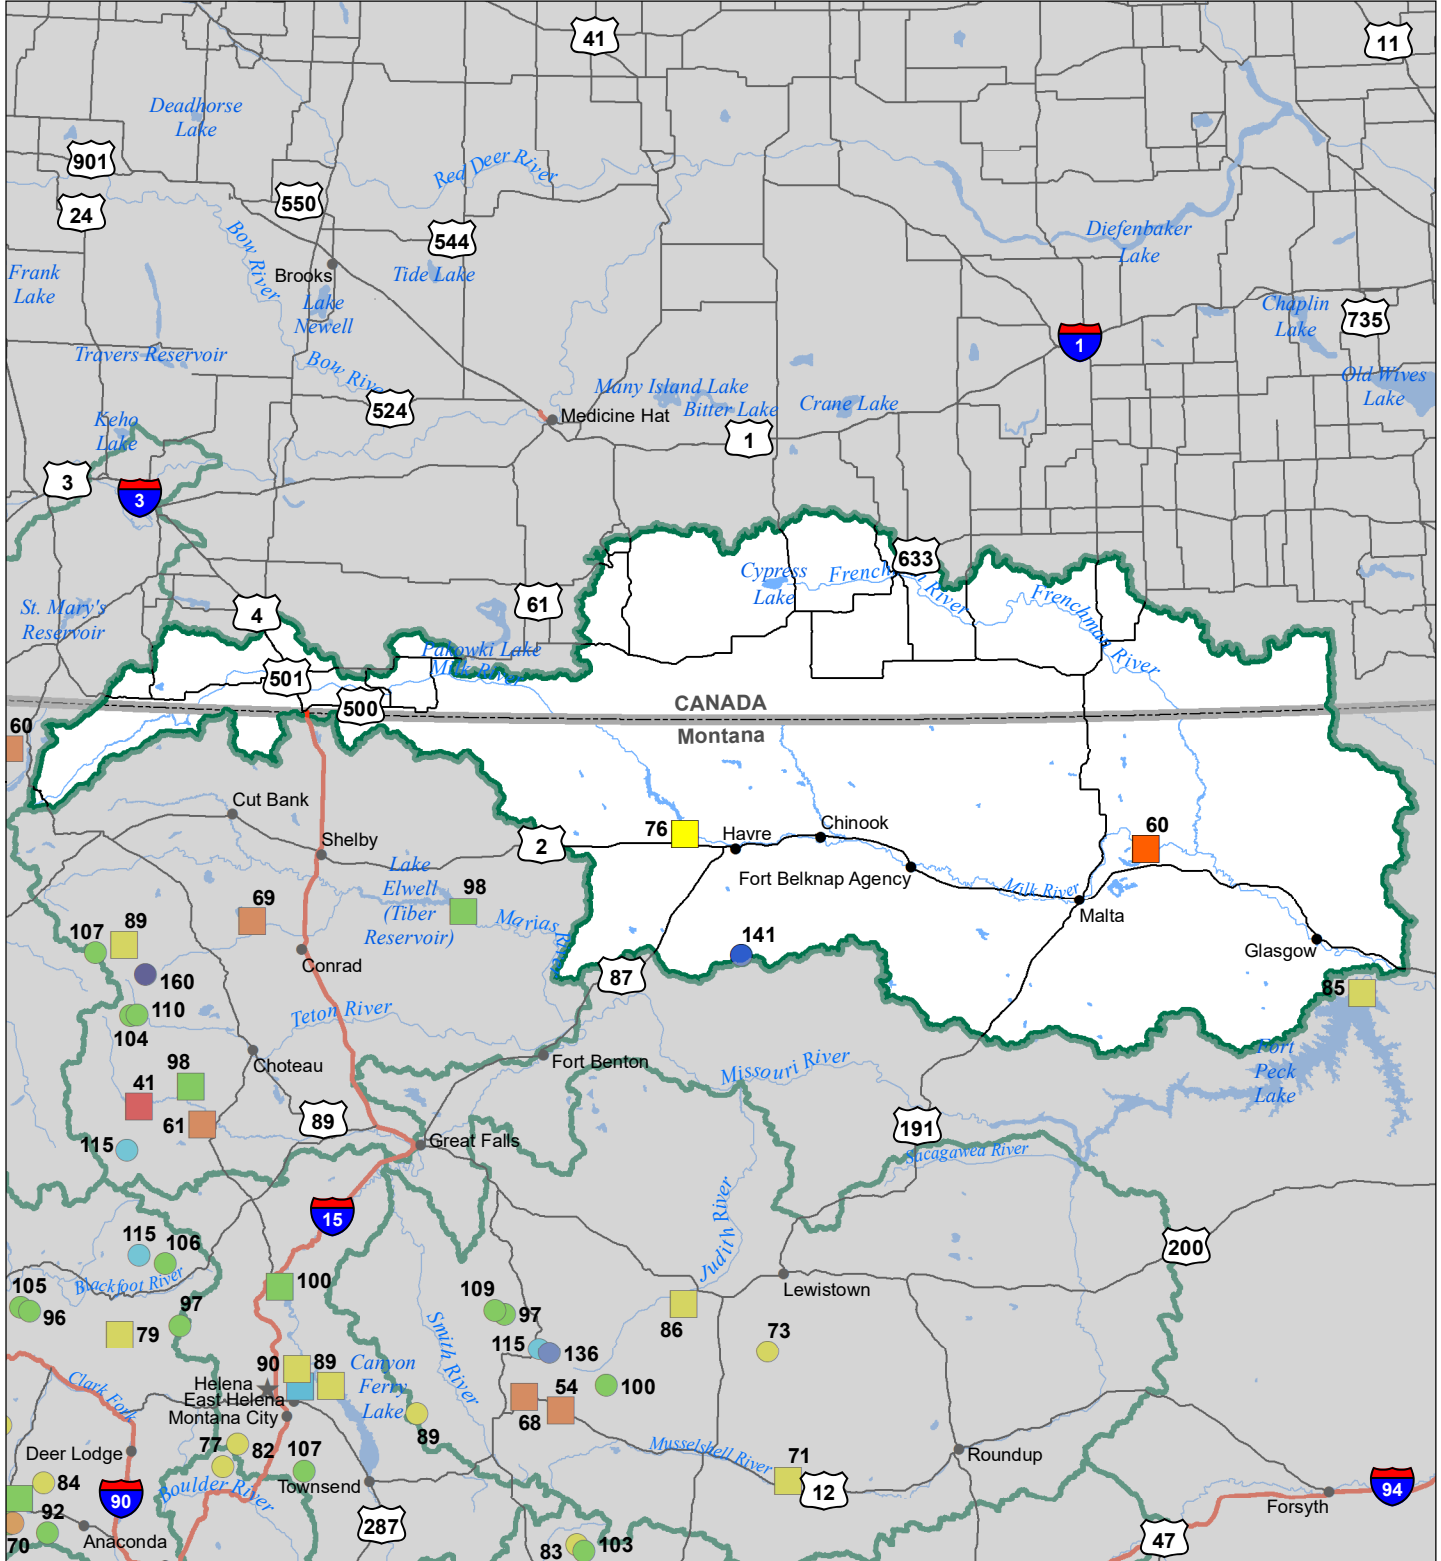 41
11
Deadhorse
Lake
901
Red Deer River
550
24
544
Bow River
Diefenbaker
Lake
Frank
Lake
Brooks
Tide Lake
Lake
Newell
Chaplin
Lake
735
1
Travers Reservoir
Bow River
Many Island Lake
Bitter Lake
Crane Lake
Old Wives
Lake
524
Medicine Hat
Keho
Lake
1
3
3
633
Cypress
Lake
Frenchman River
Frenchman River
61
4
St. Mary's
Reservoir
Pakowki Lake
Milk River
501
500
CANADA
Montana
60
Cut Bank
Shelby
2
76
Havre
Chinook
60
Lake
Elwell
(Tiber
Reservoir)
98
Fort Belknap Agency
Milk River
Malta
69
Marias River
107
89
141
Glasgow
Conrad
160
87
85
110
104
Teton River
Choteau
Fort Benton
Missouri River
Fort
Peck
Lake
98
41
61
89
191
115
Great Falls
Sacagawea River
15
Judith River
200
115
106
Blackfoot River
105
96
97
100
109
97
Lewistown
79
Smith River
86
73
115
136
90
89
Canyon
Ferry
Lake
Helena
East Helena
Montana City
100
Clark Fork
68
54
89
Deer Lodge
77
82
107
Musselshell River
71
Roundup
84
90
Boulder River
Townsend
12
94
Forsyth
92
70
Anaconda
287
83
103
47